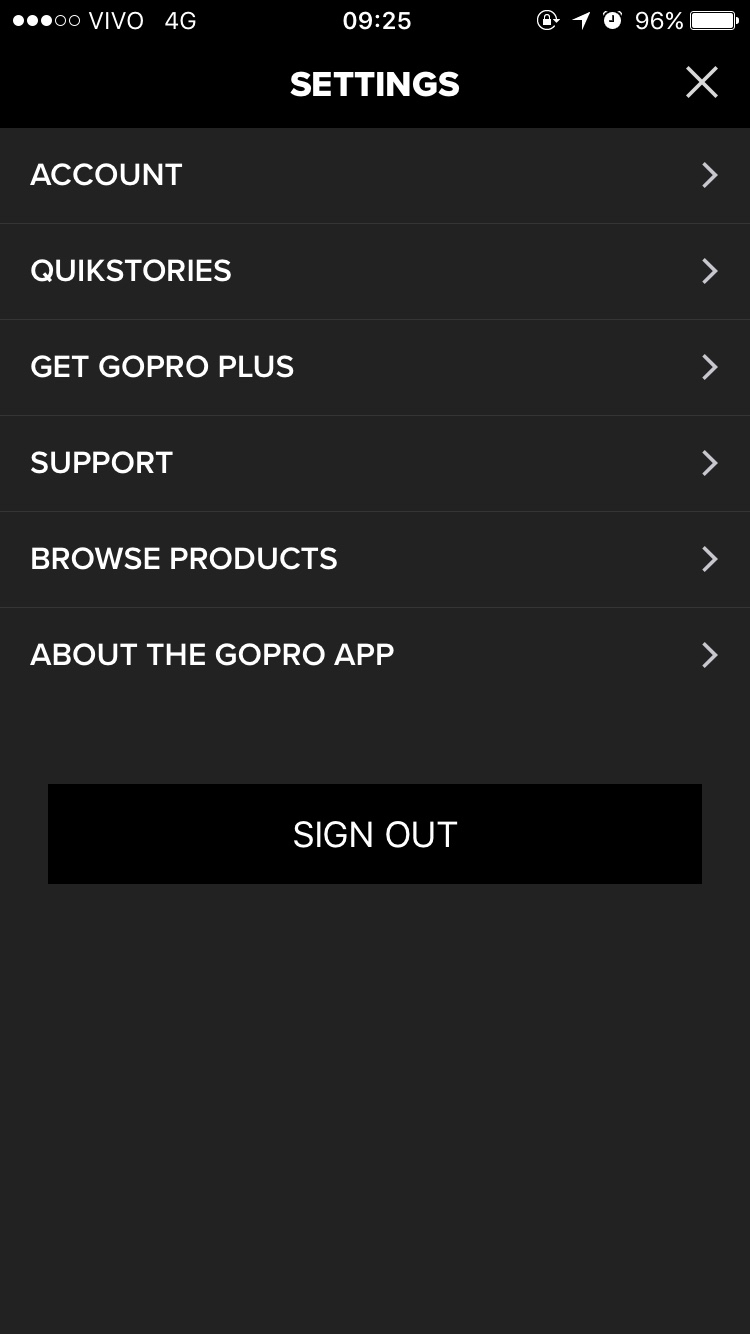 VIVO 4G 09:25 96%
SETTINGS
ACCOUNT
QUIKSTORIES
GET GOPRO PLUS
SUPPORT
BROWSE PRODUCTS
ABOUT THE GOPRO APP
SIGN OUT